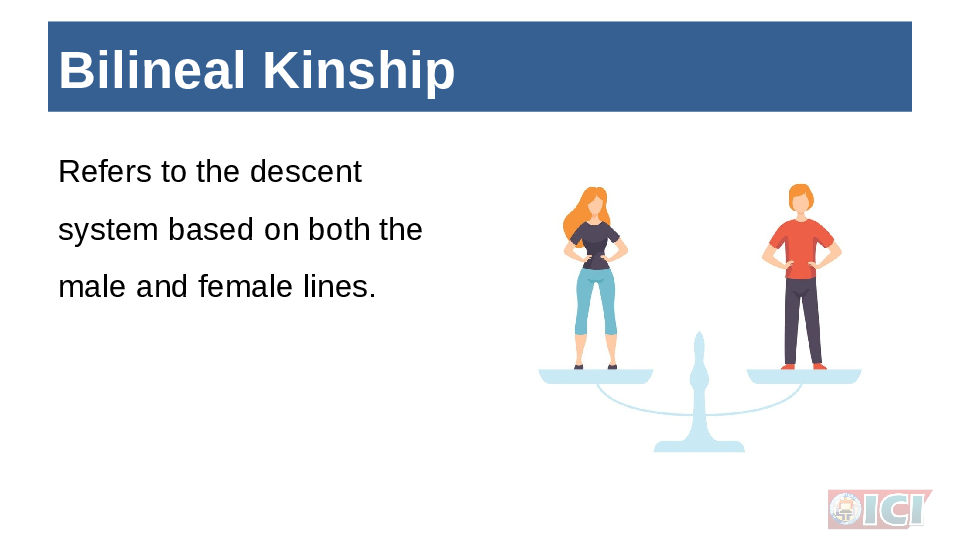 Bilineal Kinship
Refers to the descent
system based on both the
male and female lines.
ICI